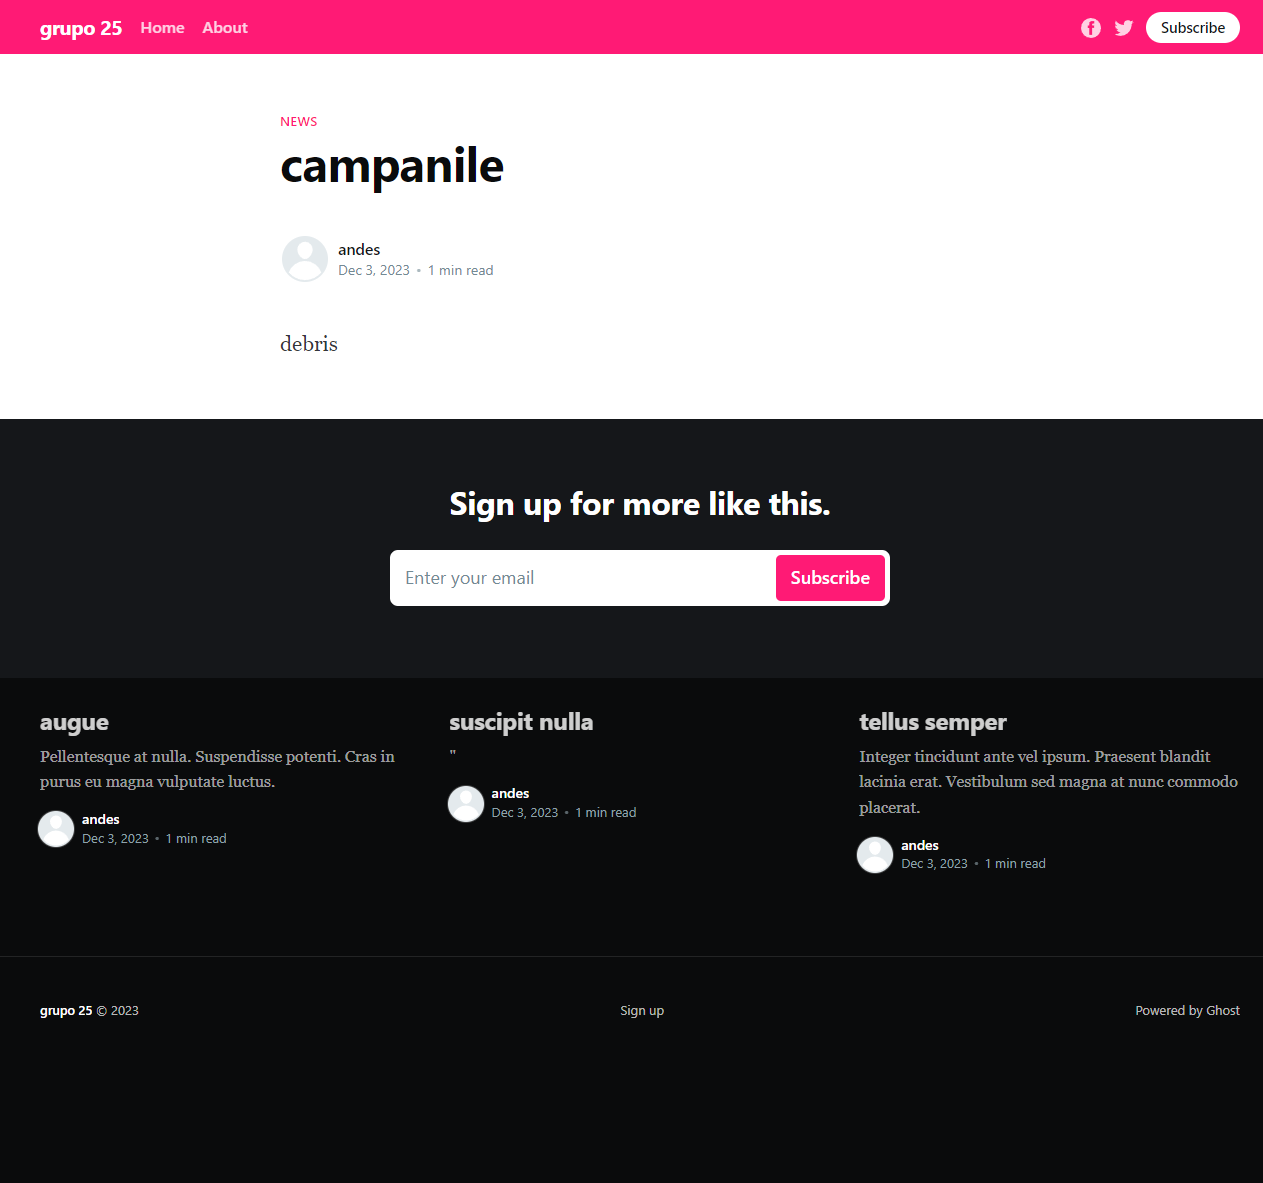 grupo 25 Home About Subscribe
NEWS
campanile
andes
Dec 3, 2023 • 1 min read
debris
Sign up for more like this.
Enter your email Subscribe
augue
Pellentesque at nulla. Suspendisse potenti. Cras in
purus eu magna vulputate luctus.
andes
Dec 3, 2023 • 1 min read
suscipit nulla
"
andes
Dec 3, 2023 • 1 min read
tellus semper
Integer tincidunt ante vel ipsum. Praesent blandit
lacinia erat. Vestibulum sed magna at nunc commodo
placerat.
andes
Dec 3, 2023 • 1 min read
grupo 25 © 2023 Sign up Powered by Ghost